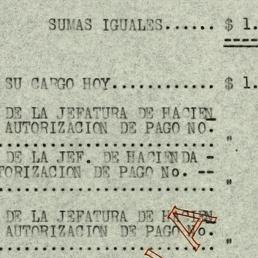 SUMAS IGUALES...... $ 1.
SU CARGO HOY............ $ 1.
DE LA JEFATURA DE HACIEN
AUTORIZACION DE PAGO NO. "
DE LA JEF. DE HACIENDA -
TORIZACION DE PAGO No. -- "
DE LA JEFATURA DE HACIEN
AUTORIZACION DE PAGO No. "